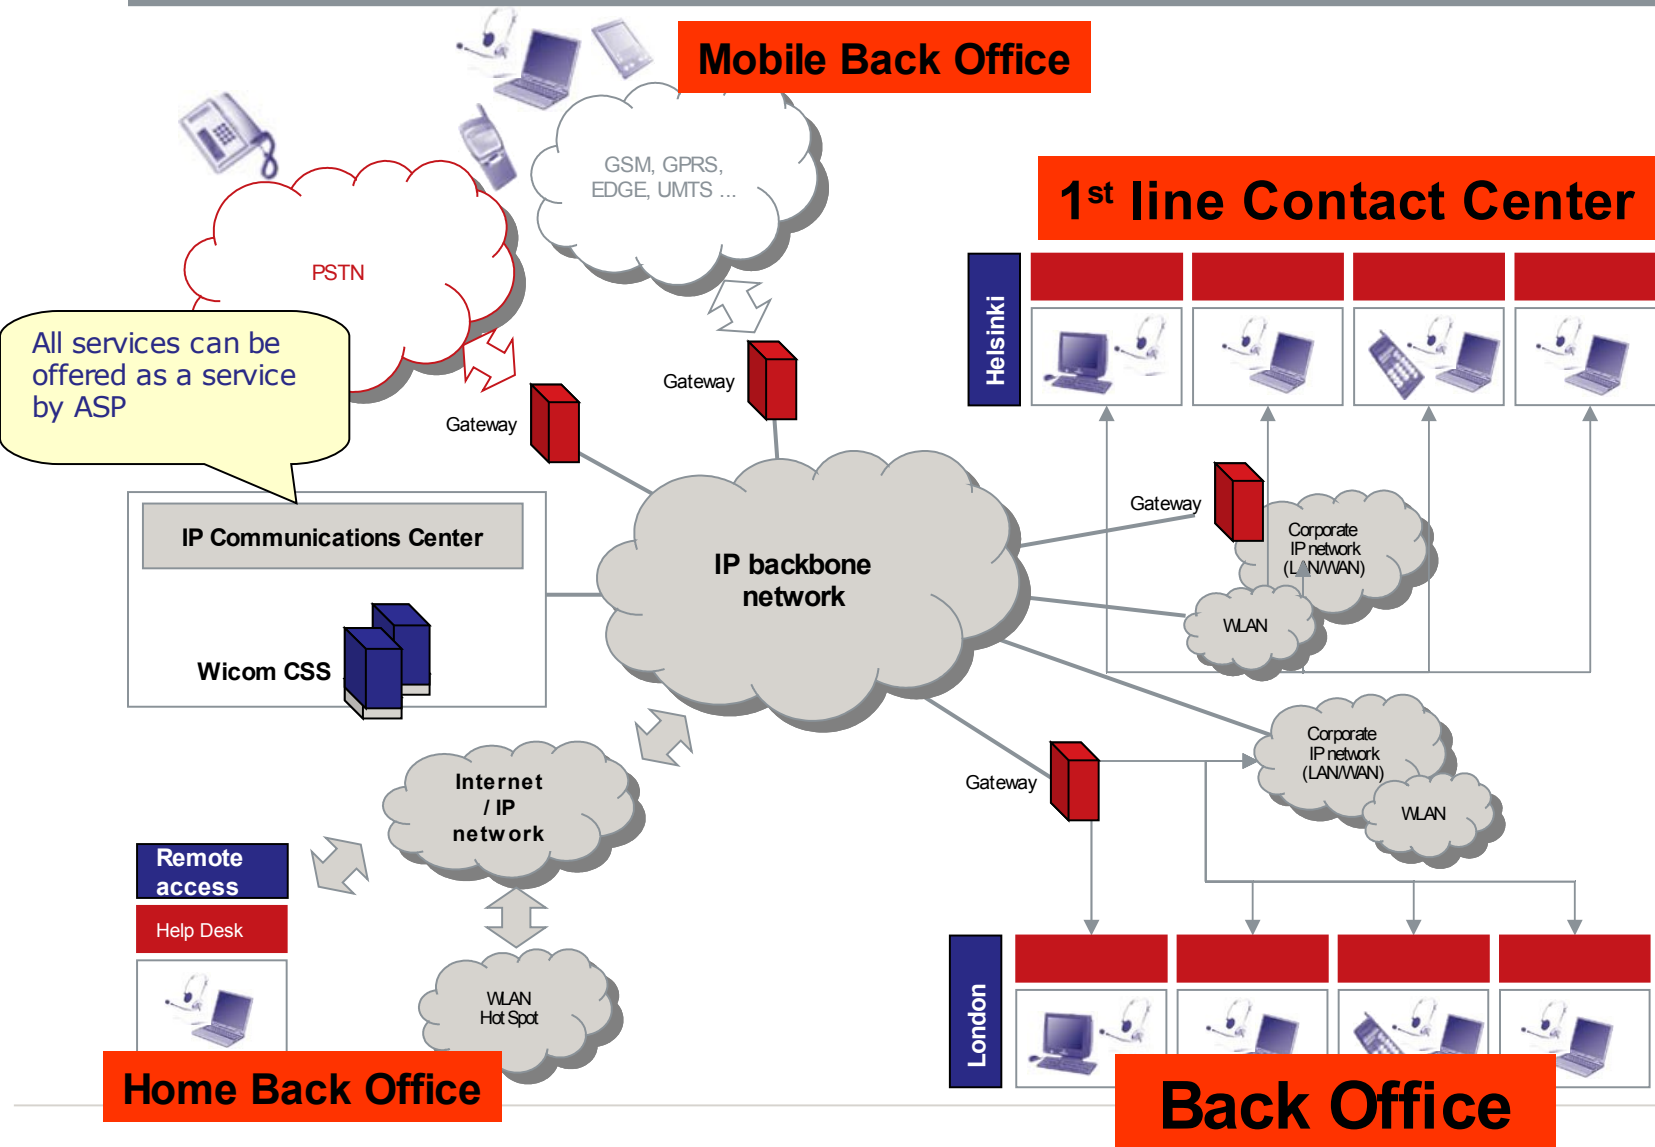 Mobile Back Office
GSM, GPRS,
EDGE, UMTS ...
1st line Contact Center
PSTN
Helsinki
All services can be
offered as a service
by ASP
Gateway
Gateway
Gateway
IP Communications Center
Corporate
IP network
(LAN/WAN)
IP backbone
network
WLAN
Wicom CSS
Corporate
IP network
(LAN/WAN)
Gateway
WLAN
Internet
/ IP
network
Remote
access
Help Desk
WLAN
Hot Spot
London
Home Back Office
Back Office